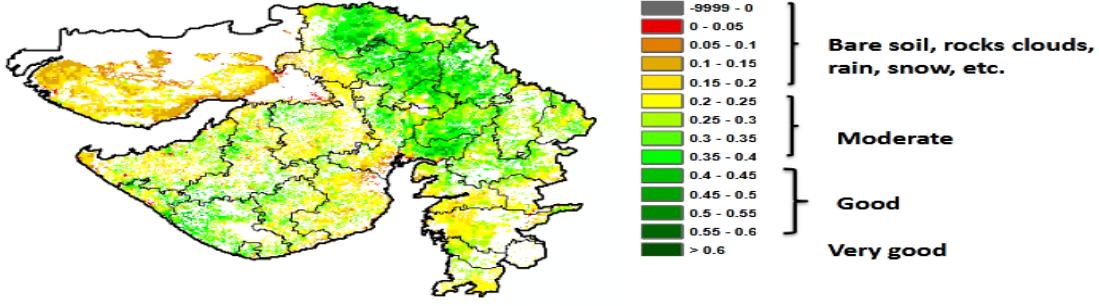 -9999 - 0
0 - 0.05
0.05 - 0.1
0.1 - 0.15
0.15 - 0.2
0.2 - 0.25
0.25 - 0.3
0.3 - 0.35
0.35 - 0.4
0.4 - 0.45
0.45 - 0.5
0.5 - 0.55
0.55 - 0.6
> 0.6
Bare soil, rocks clouds,
rain, snow, etc.
Moderate
Good
Very good